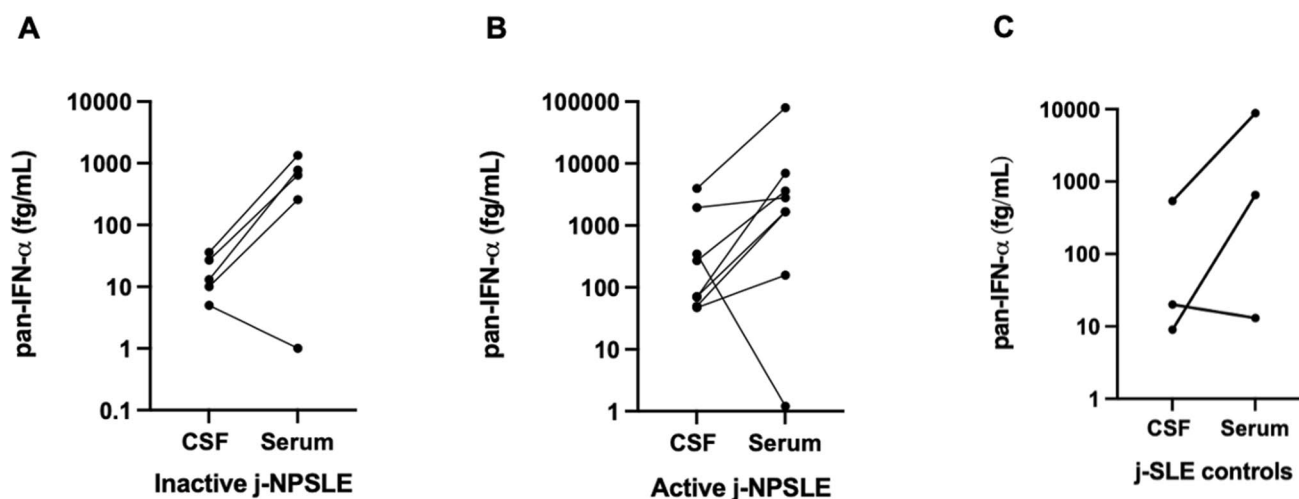 A
pan-IFN-α (fg/mL)
10000
1000
100
10
1
0.1
CSF Serum
Inactive j-NPSLE
B
pan-IFN-α (fg/mL)
100000
10000
1000
100
10
1
CSF Serum
Active j-NPSLE
C
pan-IFN-α (fg/mL)
10000
1000
100
10
1
CSF Serum
j-SLE controls